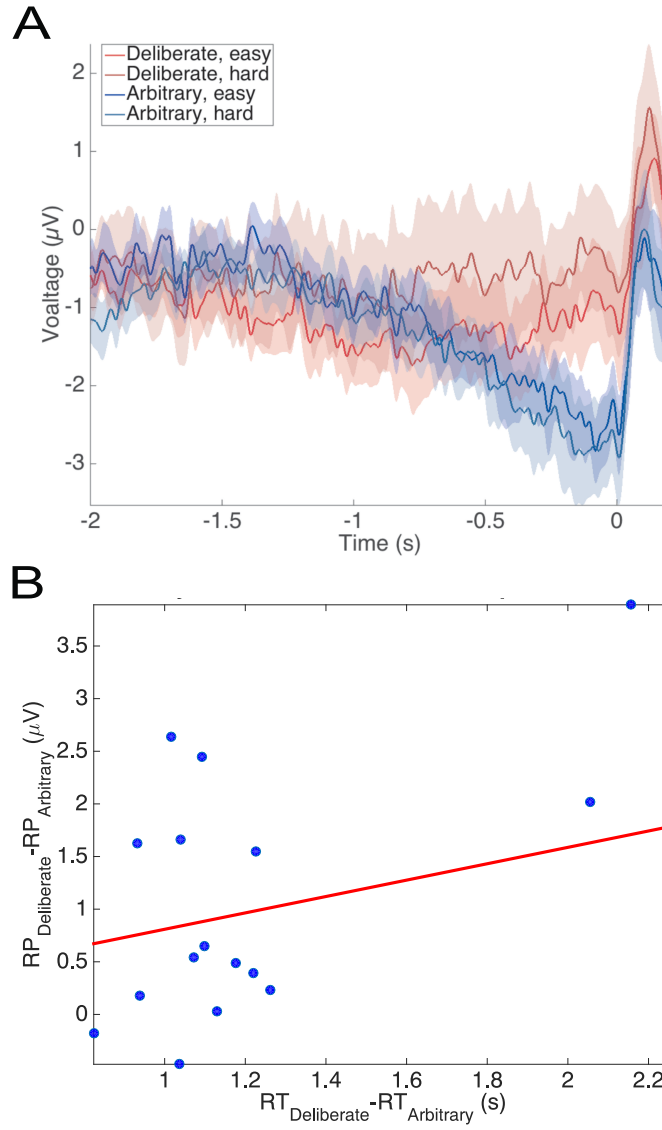 A
Deliberate, easy
Deliberate, hard
Arbitrary, easy
Arbitrary, hard
2
1
0
-1
-2
-3
Voaltage (μV)
-2
-1.5
-1
-0.5
0
Time (s)
B
3.5
3
2.5
2
1.5
1
0.5
0
RPDeliberate-RPArbitrary (μV)
1
1.2
1.4
1.6
1.8
2
2.2
RTDeliberate-RTArbitrary (s)